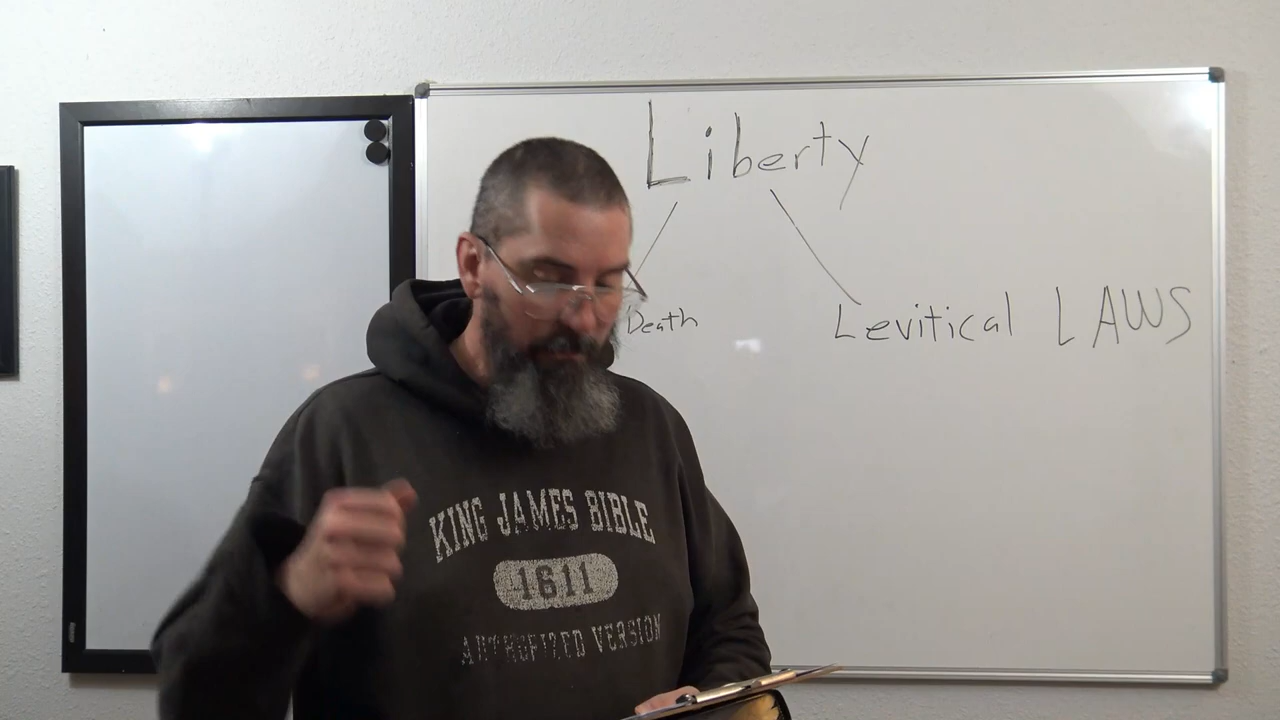 Liberty
Death
Levitical LAWS
KING JAMES BIBLE
1611
AUTHORIZED VERSION